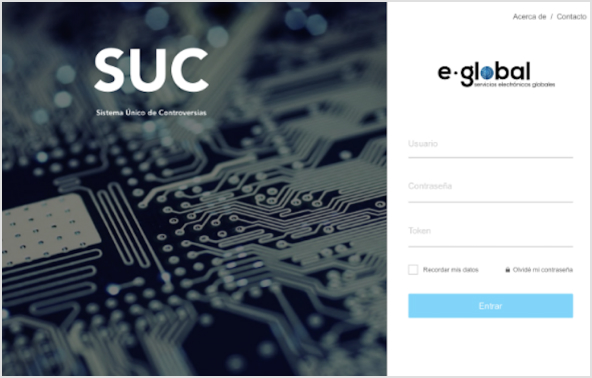 Acerca de / Contacto
SUC
Sistema Único de Controversias
e·global
servicios electrónicos globales
Usuario
Contraseña
Token
Recordar mis datos
Olvidé mi contraseña
Entrar